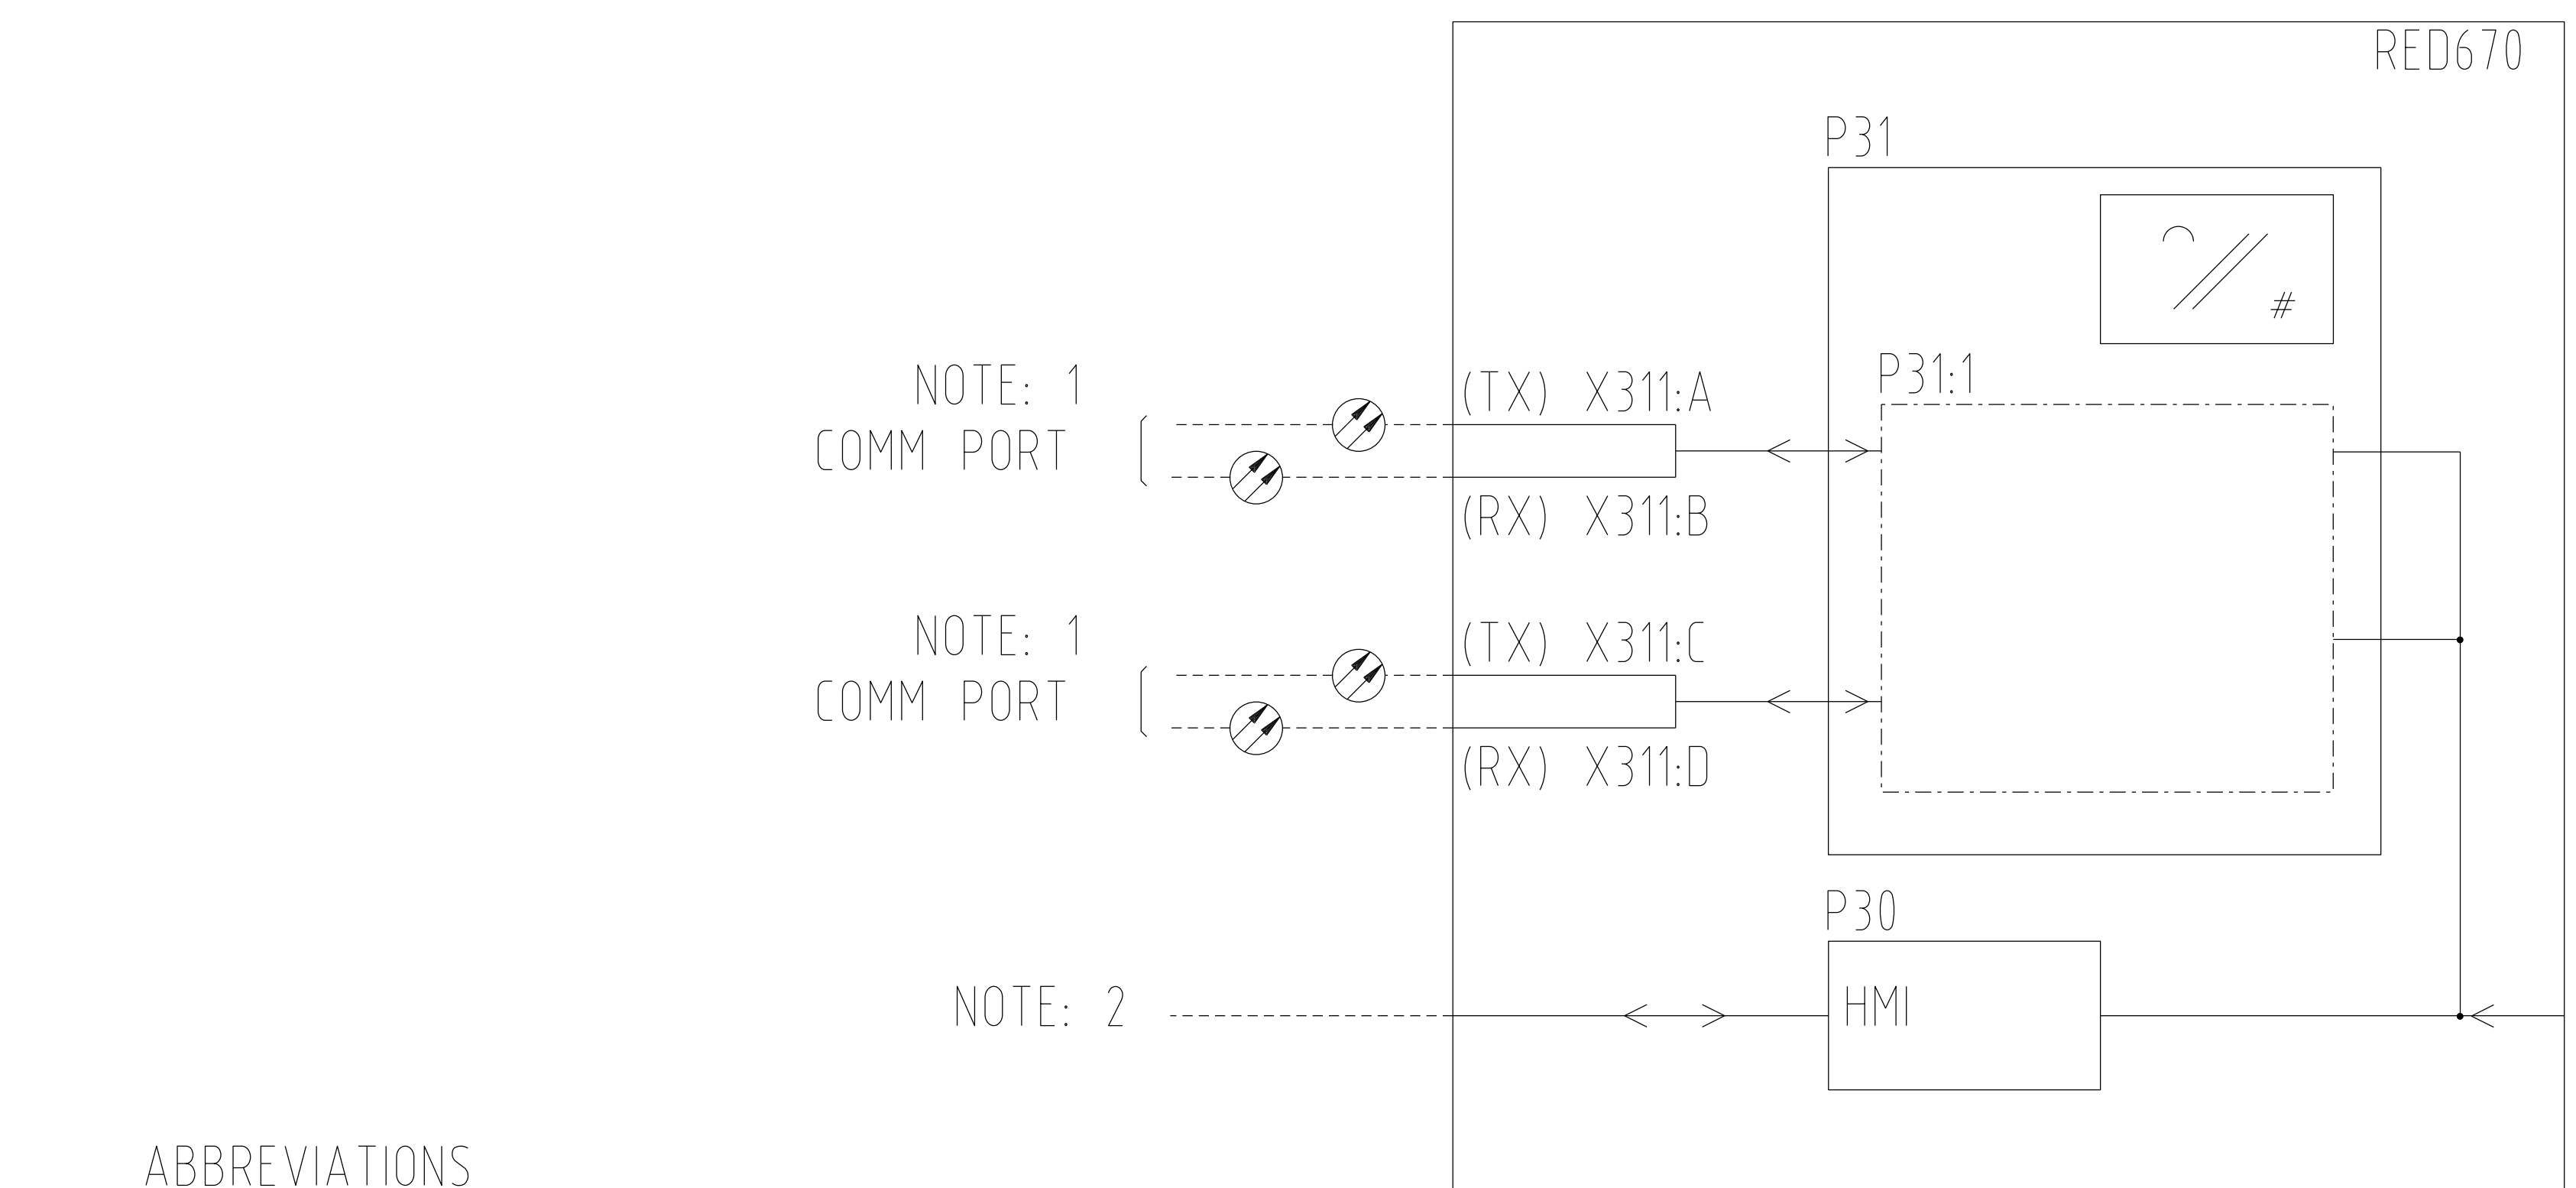 RED670
P31
#
P31:1
NOTE: 1
COMM PORT
(TX) X311:A
(RX) X311:B
NOTE: 1
COMM PORT
(TX) X311:C
(RX) X311:D
P30
HMI
NOTE: 2
ABBREVIATIONS